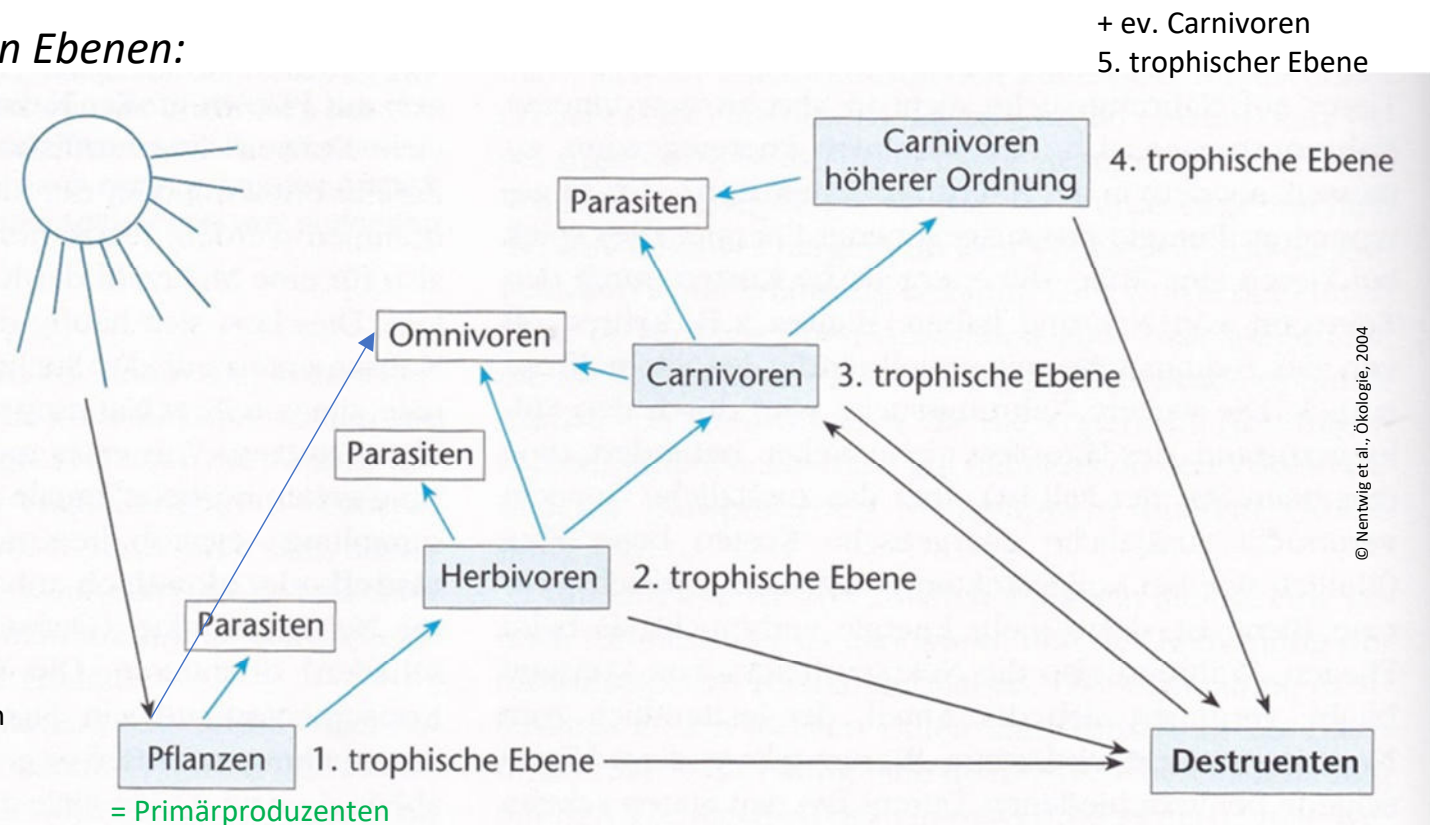 n Ebenen:
+ ev. Carnivoren
5. trophischer Ebene
Carnivoren
höherer Ordnung
4. trophische Ebene
Parasiten
Omnivoren
Carnivoren
3. trophische Ebene
Parasiten
Herbivoren
2. trophische Ebene
Parasiten
n
Pflanzen
1. trophische Ebene
Destruenten
= Primärproduzenten
© Nentwig et al., Ökologie, 2004